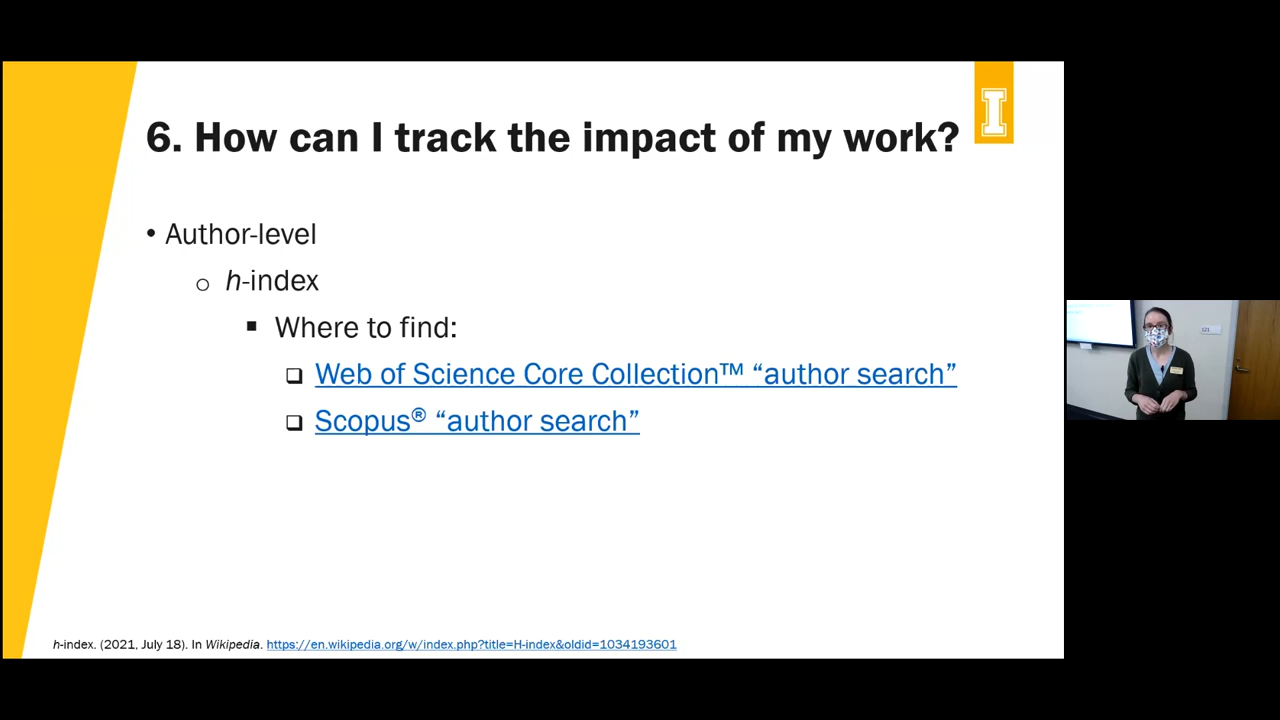 6. How can I track the impact of my work?
I
• Author-level
o h-index
▪ Where to find:
❑ Web of Science Core Collection™ “author search”
❑ Scopus® “author search”
h-index. (2021, July 18). In Wikipedia. https://en.wikipedia.org/w/index.php?title=H-index&oldid=1034193601